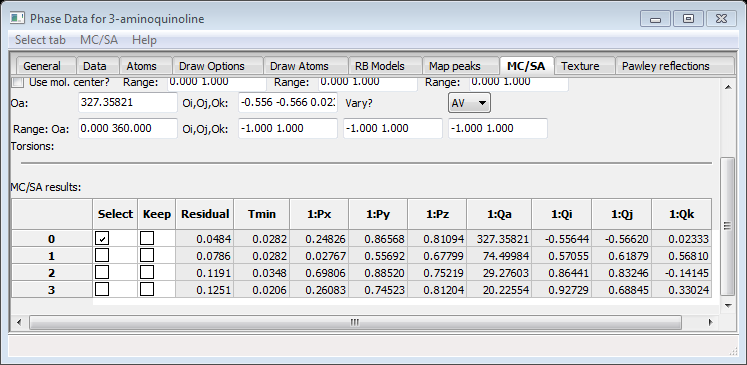 Phase Data for 3-aminoquinoline
Select tab MC/SA Help
General Data Atoms Draw Options Draw Atoms RB Models Map peaks MC/SA Texture Pawley reflections
Use mol. center? Range: 0.000 1.000 Range: 0.000 1.000 Range: 0.000 1.000
Oa: 327.35821 Oi,Oj,Ok: -0.556 -0.566 0.023 Vary? AV
Range: Oa: 0.000 360.000 Oi,Oj,Ok: -1.000 1.000 -1.000 1.000 -1.000 1.000
Torsions:
MC/SA results:
Select Keep Residual Tmin 1:Px 1:Py 1:Pz 1:Qa 1:Qi 1:Qj 1:Qk
0 0.0484 0.0282 0.24826 0.86568 0.81094 327.35821 -0.55644 -0.56620 0.02333
1 0.0786 0.0282 0.02767 0.55692 0.67799 74.49984 0.57055 0.61879 0.56810
2 0.1191 0.0348 0.69806 0.88520 0.75219 29.27603 0.86441 0.83246 -0.14145
3 0.1251 0.0206 0.26083 0.74523 0.81204 20.22554 0.92729 0.68845 0.33024